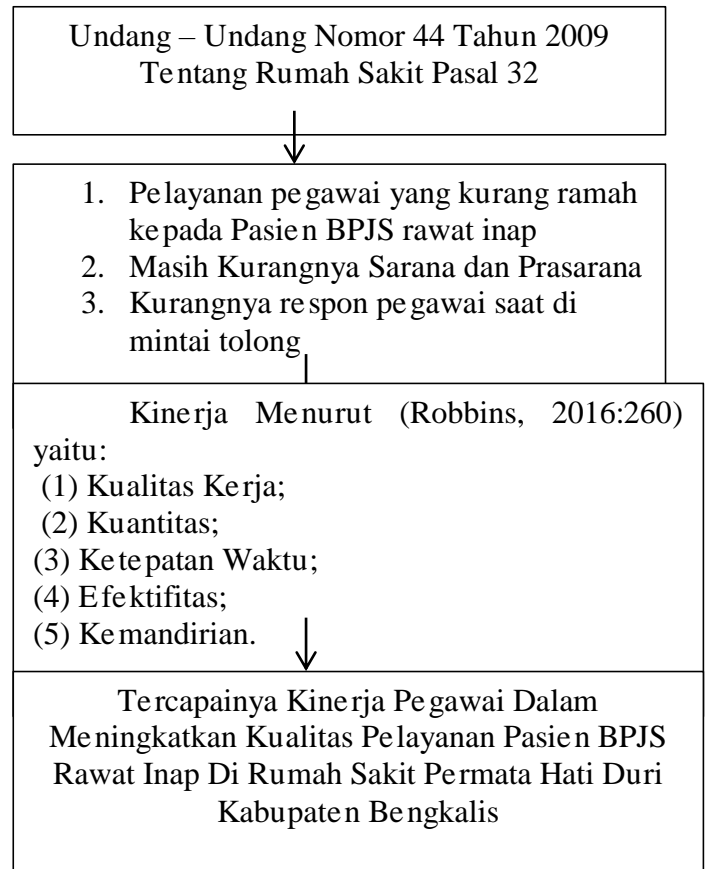 Undang – Undang Nomor 44 Tahun 2009
Tentang Rumah Sakit Pasal 32
1. Pelayanan pegawai yang kurang ramah
kepada Pasien BPJS rawat inap
2. Masih Kurangnya Sarana dan Prasarana
3. Kurangnya respon pegawai saat di
mintai tolong
Kinerja Menurut (Robbins, 2016:260)
yaitu:
(1) Kualitas Kerja;
(2) Kuantitas;
(3) Ketepatan Waktu;
(4) Efektifitas;
(5) Kemandirian.
Tercapainya Kinerja Pegawai Dalam
Meningkatkan Kualitas Pelayanan Pasien BPJS
Rawat Inap Di Rumah Sakit Permata Hati Duri
Kabupaten Bengkalis